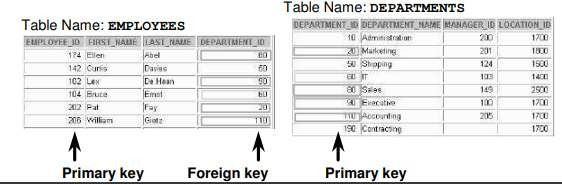 Table Name: DEPARTMENTS
Table Name: EMPLOYEES
DEPARTMENT_ID DEPARTMENT_NAME MANAGER_ID LOCATION_ID
10 Administration 200 1700
20 Marketing 201 1800
50 Shipping 124 1500
60 IT 103 1400
80 Sales 149 2500
90 Executive 100 1700
110 Accounting 205 1700
190 Contracting 1700
EMPLOYEE_ID FIRST_NAME LAST_NAME DEPARTMENT_ID
174 Ellen Abel 80
142 Curtis Davies 50
102 Lex De Haan 90
104 Bruce Ernst 60
202 Pat Fay 20
206 William Gietz 110
Primary key Foreign key Primary key